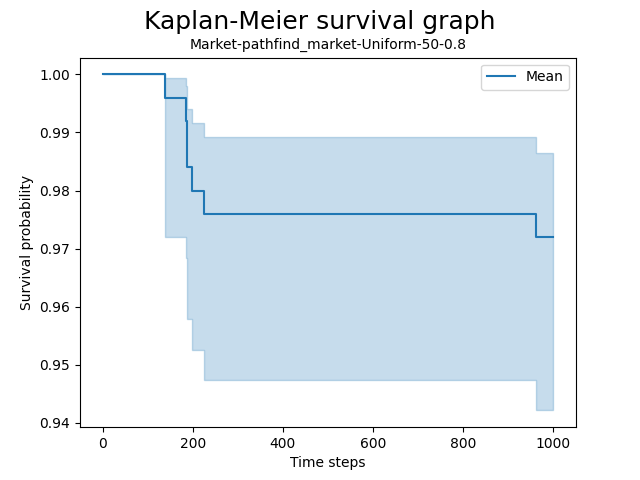 Kaplan-Meier survival graph
Market-pathfind_market-Uniform-50-0.8
Mean
Survival probability
1.00
0.99
0.98
0.97
0.96
0.95
0.94
0 200 400 600 800 1000
Time steps